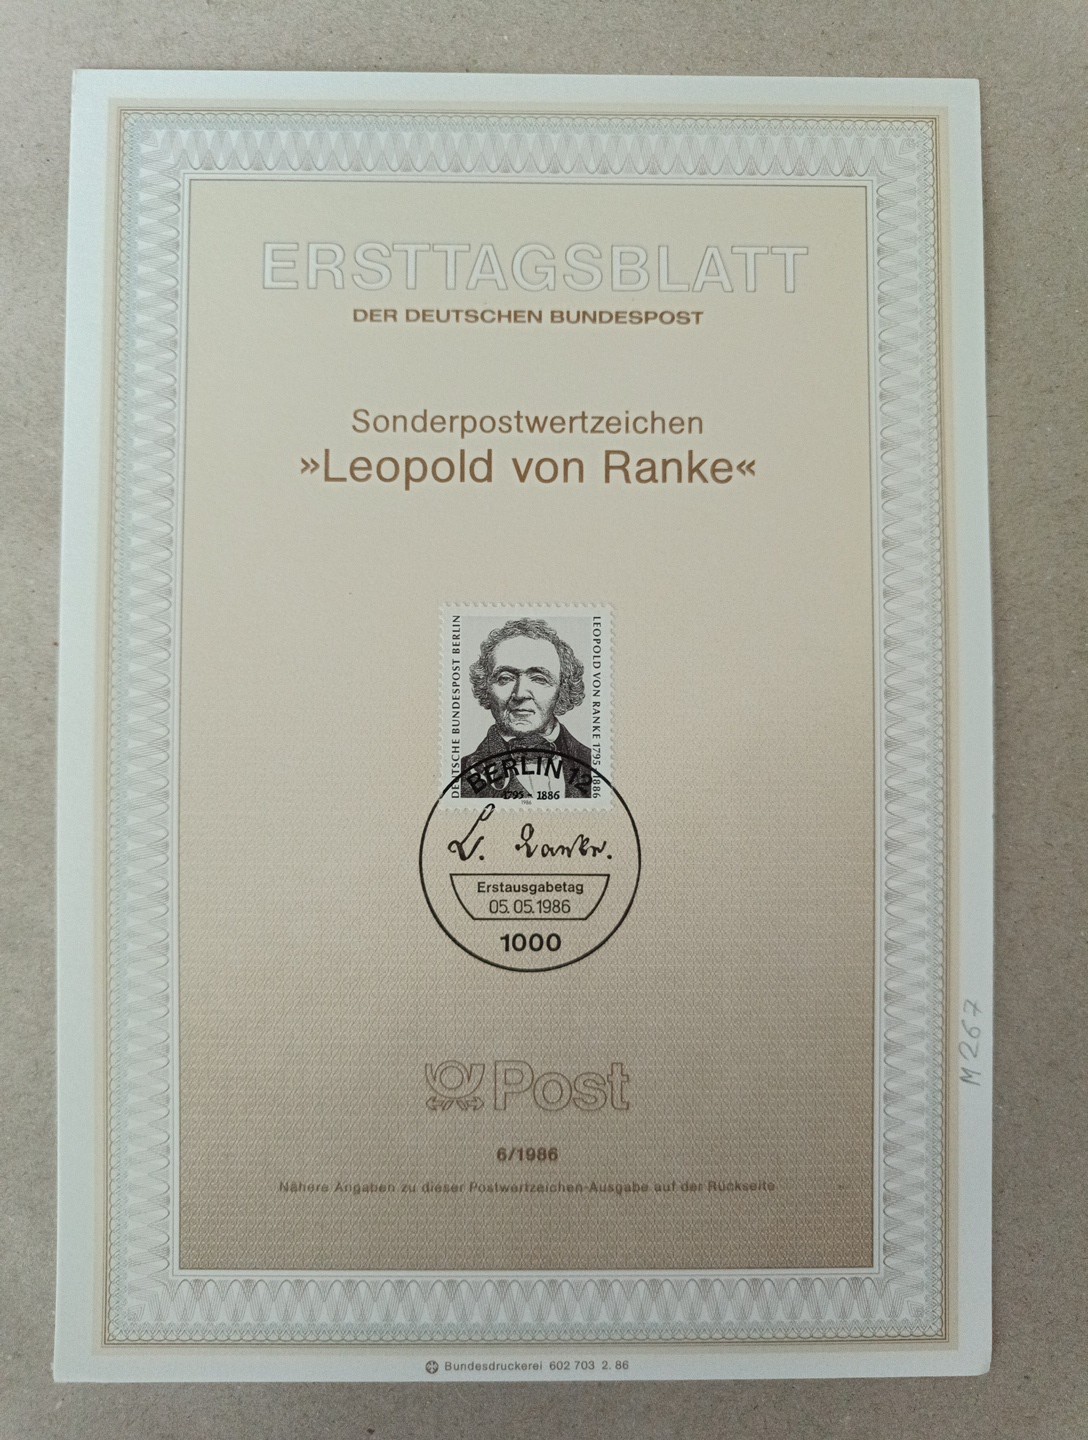 ERSTTAGSBLATT
DER DEUTSCHEN BUNDESPOST
Sonderpostwertzeichen
»Leopold von Ranke«
DEUTSCHE BUNDESPOST BERLIN
LEOPOLD VON RANKE 1795-1886
1986
BERLIN 12
1795 - 1886
L. Ranke.
Erstausgabetag
05.05.1986
1000
Post
6/1986
Nähere Angaben zu dieser Postwertzeichen-Ausgabe auf der Rückseite
M 267
Bundesdruckerei 602 703 2. 86